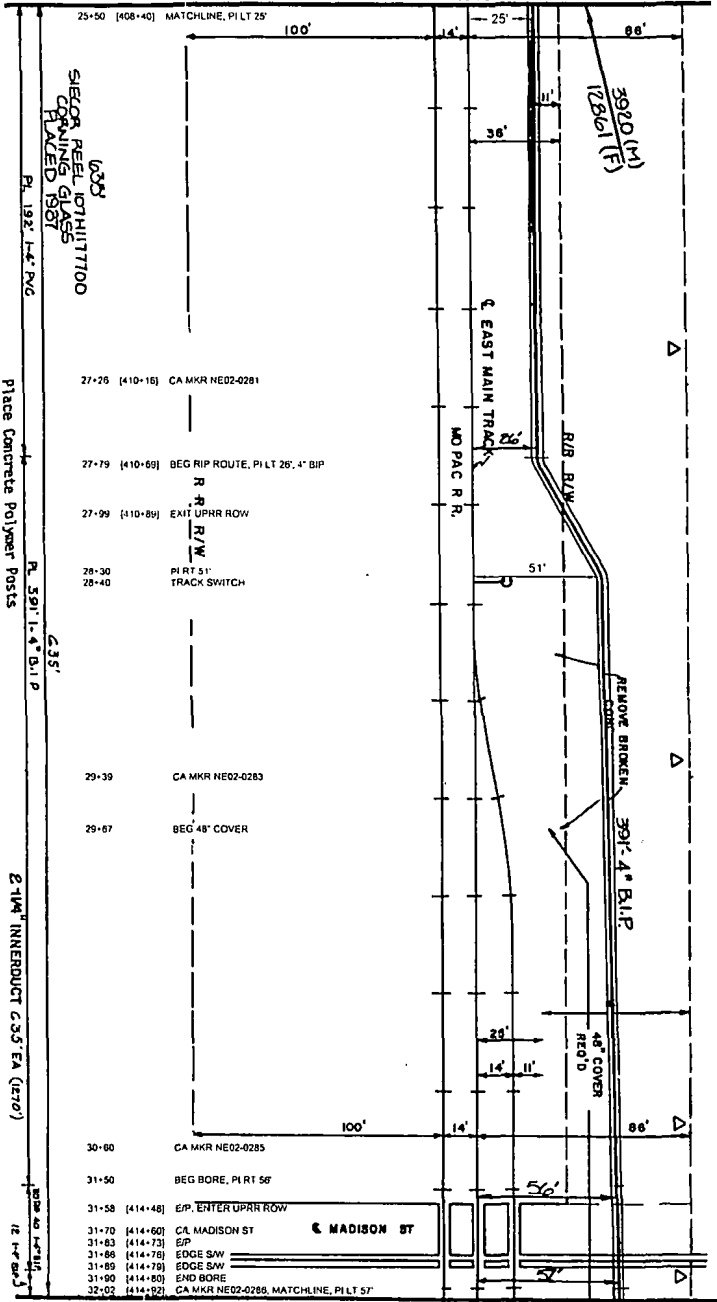 25+50 [408+40] MATCHLINE, PI LT 25'
100'
14'
25'
86'
11'
36'
3920 (M)
12861 (F)
635'
SIECOR REEL 107H1177700
CORNING GLASS
PLACED 1987
PL 192' 1-4" PVC
℄ EAST MAIN TRACK
MO PAC R R.
R/R R/W
27+26 [410+16] CA MKR NE02-0281
26'
27+79 [410+69] BEG RIP ROUTE, PI LT 26', 4" BIP
R R R/W
27+99 [410+89] EXIT UPRR ROW
28+30 PI RT 51'
28+40 TRACK SWITCH
51'
Place Concrete Polymer Posts
PL 391' 1-4" B.I.P
635'
REMOVE BROKEN
CONC
29+39 CA MKR NE02-0283
29+87 BEG 48" COVER
391'-4" B.I.P.
2-1 1/4" INNERDUCT 635' EA (1270')
48" COVER
REQ'D
14'
11'
100'
14'
86'
30+60 CA MKR NE02-0285
31+50 BEG BORE, PI RT 56'
56'
31+58 [414+48] E/P, ENTER UPRR ROW
31+70 [414+60] C/L MADISON ST
℄ MADISON ST
31+83 [414+73] E/P
31+86 [414+76] EDGE S/W
31+89 [414+79] EDGE S/W
31+90 [414+80] END BORE
32+02 [414+92] CA MKR NE02-0286, MATCHLINE, PI LT 57'
57'